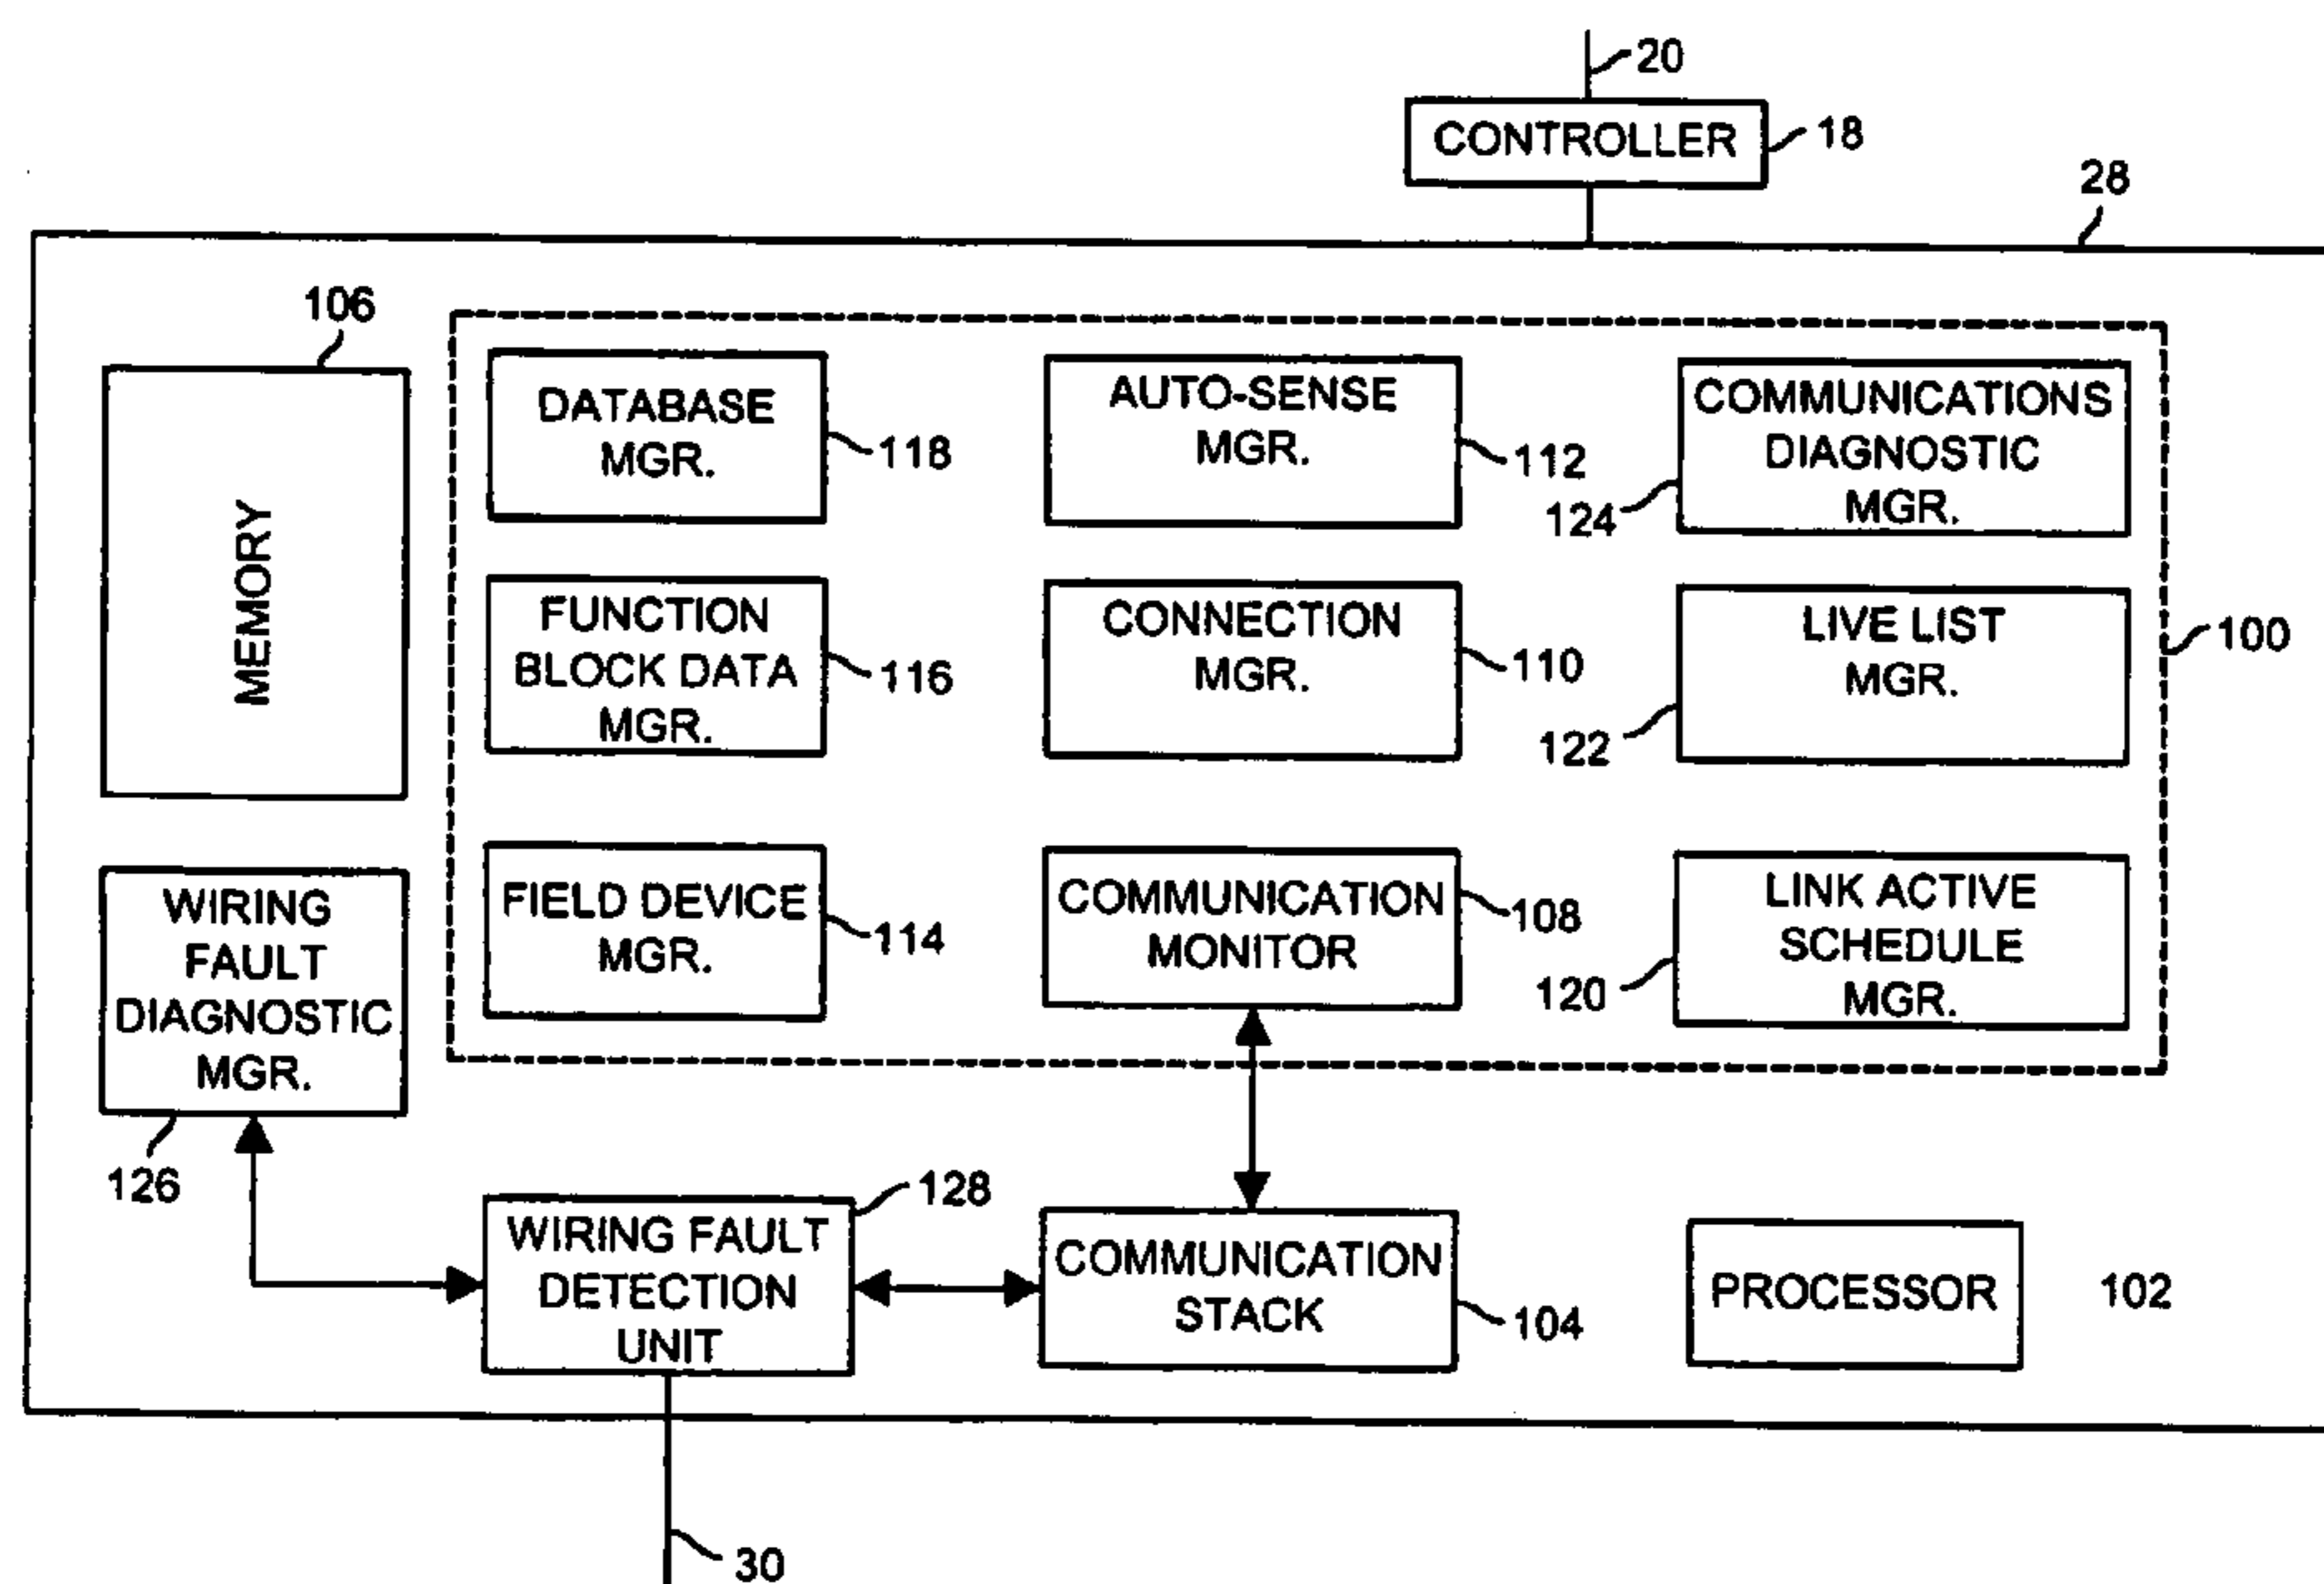 20
CONTROLLER
18
28
106
MEMORY
DATABASE
MGR.
118
AUTO-SENSE
MGR.
112
COMMUNICATIONS
DIAGNOSTIC
MGR.
124
FUNCTION
BLOCK DATA
MGR.
116
CONNECTION
MGR.
110
LIVE LIST
MGR.
122
100
WIRING
FAULT
DIAGNOSTIC
MGR.
126
FIELD DEVICE
MGR.
114
COMMUNICATION
MONITOR
108
LINK ACTIVE
SCHEDULE
MGR.
120
WIRING FAULT
DETECTION
UNIT
128
COMMUNICATION
STACK
104
PROCESSOR
102
30